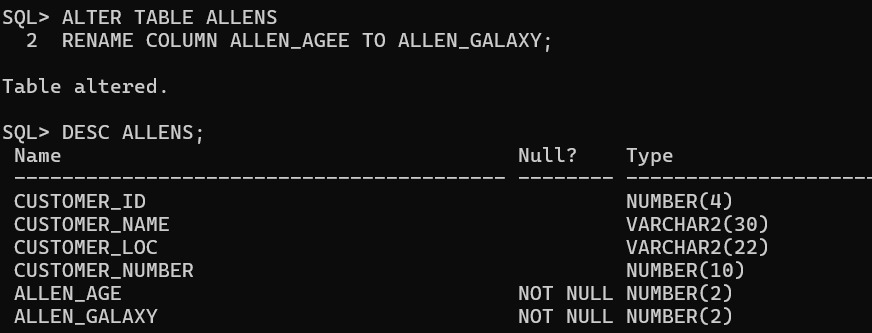 SQL> ALTER TABLE ALLENS
  2  RENAME COLUMN ALLEN_AGEE TO ALLEN_GALAXY;
Table altered.
SQL> DESC ALLENS;
 Name                                      Null?    Type
 ----------------------------------------- -------- ---------------------
 CUSTOMER_ID                                        NUMBER(4)
 CUSTOMER_NAME                                      VARCHAR2(30)
 CUSTOMER_LOC                                       VARCHAR2(22)
 CUSTOMER_NUMBER                                    NUMBER(10)
 ALLEN_AGE                                 NOT NULL NUMBER(2)
 ALLEN_GALAXY                              NOT NULL NUMBER(2)